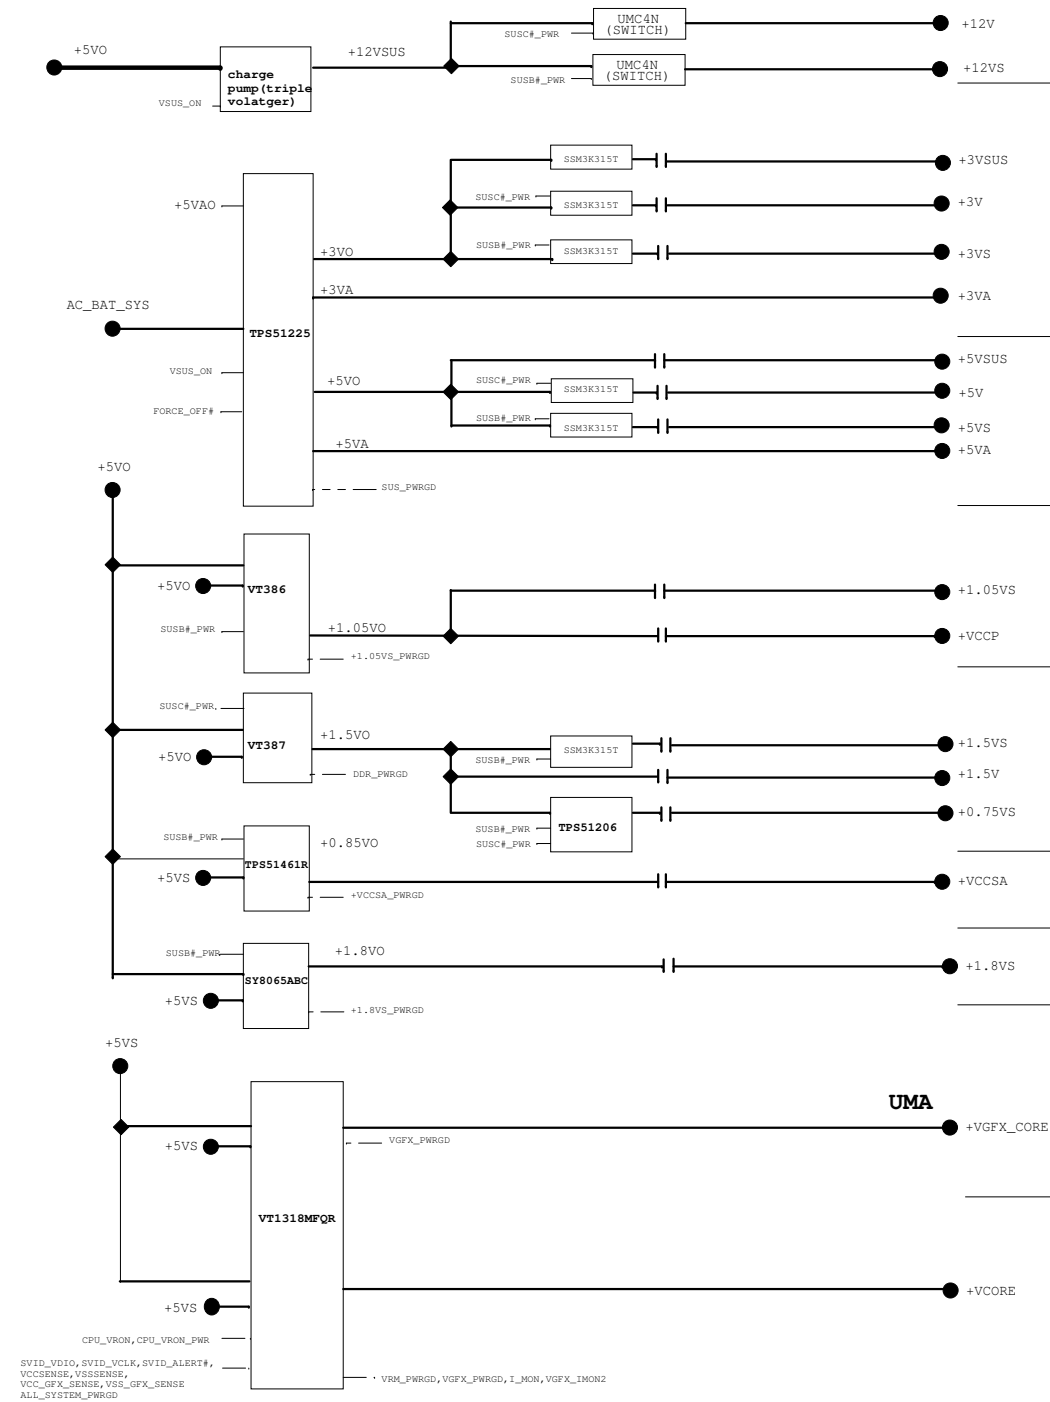 +5VO
charge
pump(triple
volatger)
VSUS_ON
+12VSUS
SUSC#_PWR
UMC4N
(SWITCH)
+12V
SUSB#_PWR
UMC4N
(SWITCH)
+12VS
SSM3K315T
+3VSUS
+5VAO
SUSC#_PWR
SSM3K315T
+3V
+3VO
SUSB#_PWR
SSM3K315T
+3VS
+3VA
+3VA
AC_BAT_SYS
TPS51225
+5VSUS
VSUS_ON
+5VO
SUSC#_PWR
SSM3K315T
+5V
FORCE_OFF#
SUSB#_PWR
SSM3K315T
+5VS
+5VA
+5VA
+5VO
SUS_PWRGD
+5VO
VT386
+1.05VS
SUSB#_PWR
+1.05VO
+VCCP
+1.05VS_PWRGD
SUSC#_PWR
+1.5VO
VT387
+5VO
DDR_PWRGD
SSM3K315T
SUSB#_PWR
+1.5VS
+1.5V
+0.75VS
TPS51206
SUSB#_PWR
SUSC#_PWR
SUSB#_PWR
+0.85VO
TPS51461R
+5VS
+VCCSA_PWRGD
+VCCSA
SUSB#_PWR
+1.8VO
SY8065ABC
+5VS
+1.8VS_PWRGD
+1.8VS
+5VS
UMA
+VGFX_CORE
+5VS
VGFX_PWRGD
VT1318MFQR
+VCORE
+5VS
CPU_VRON,CPU_VRON_PWR
SVID_VDIO,SVID_VCLK,SVID_ALERT#,
VCCSENSE,VSSSENSE,
VCC_GFX_SENSE,VSS_GFX_SENSE
ALL_SYSTEM_PWRGD
VRM_PWRGD,VGFX_PWRGD,I_MON,VGFX_IMON2